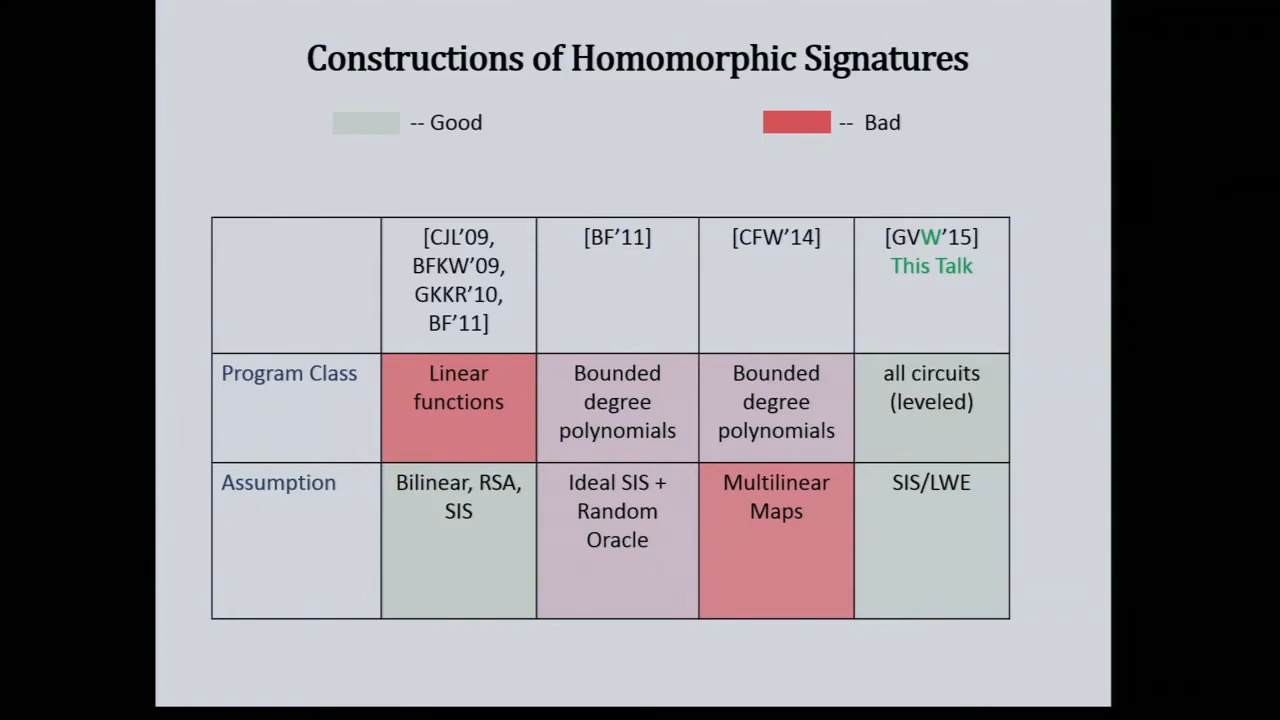 Constructions of Homomorphic Signatures
-- Good
-- Bad
[CJL’09,
BFKW’09,
GKKR’10,
BF’11]
[BF’11]
[CFW’14]
[GVW’15]
This Talk
Program Class
Linear
functions
Bounded
degree
polynomials
Bounded
degree
polynomials
all circuits
(leveled)
Assumption
Bilinear, RSA,
SIS
Ideal SIS +
Random
Oracle
Multilinear
Maps
SIS/LWE